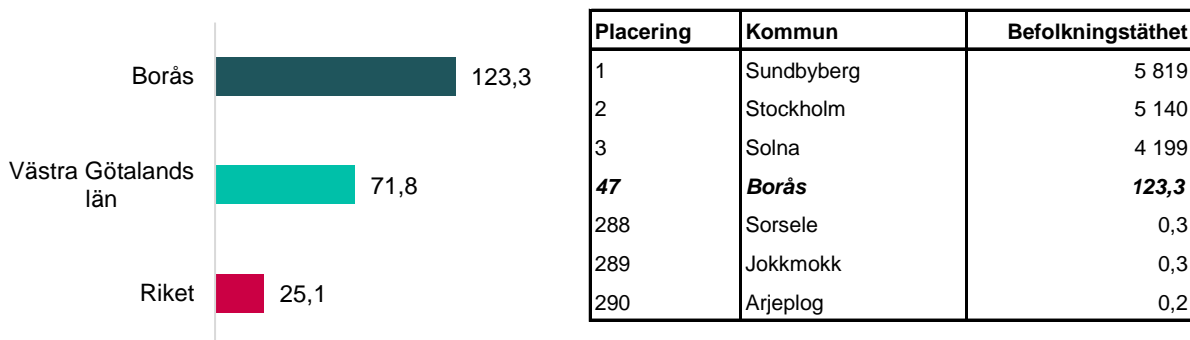 Borås
123,3
Västra Götalands
län
71,8
Riket
25,1
Placering Kommun Befolkningstäthet
1 Sundbyberg 5 819
2 Stockholm 5 140
3 Solna 4 199
47 Borås 123,3
288 Sorsele 0,3
289 Jokkmokk 0,3
290 Arjeplog 0,2